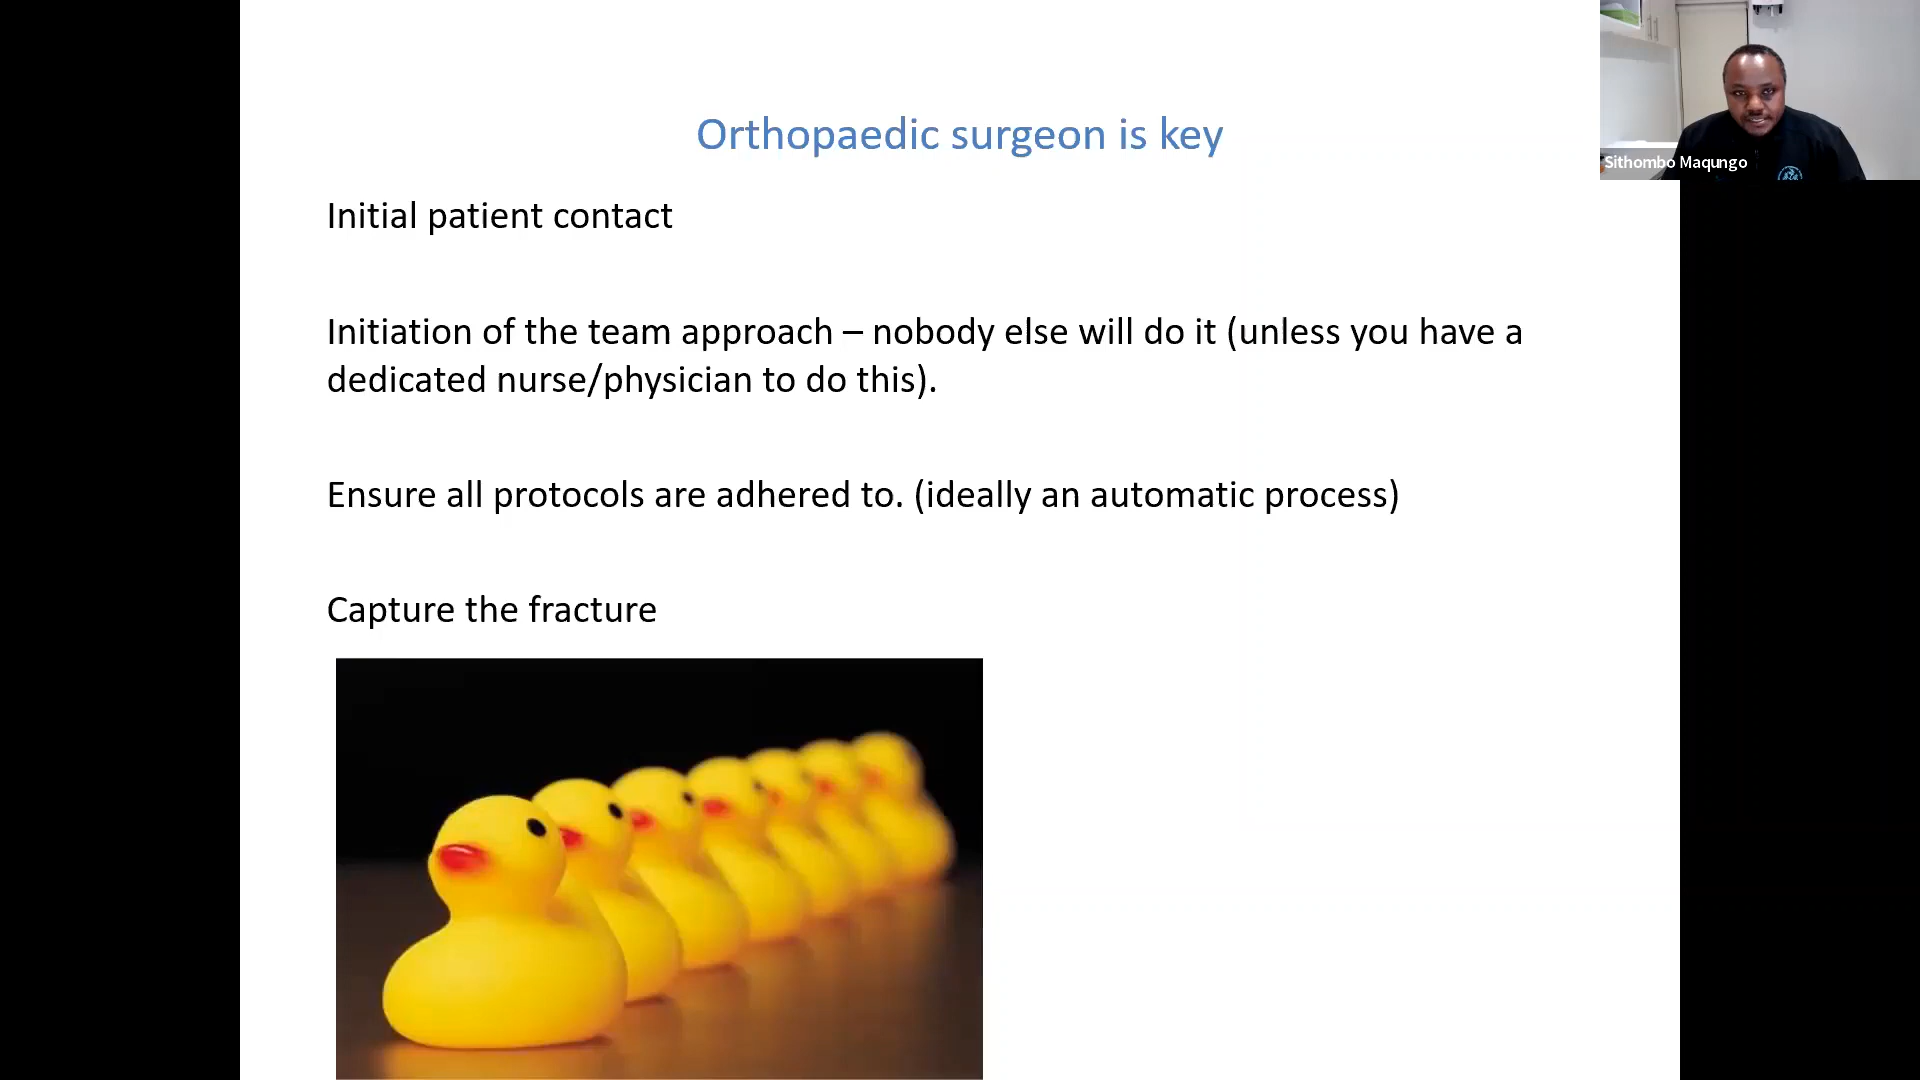 Orthopaedic surgeon is key
Sithombo Maqungo
Initial patient contact
Initiation of the team approach – nobody else will do it (unless you have a
dedicated nurse/physician to do this).
Ensure all protocols are adhered to. (ideally an automatic process)
Capture the fracture